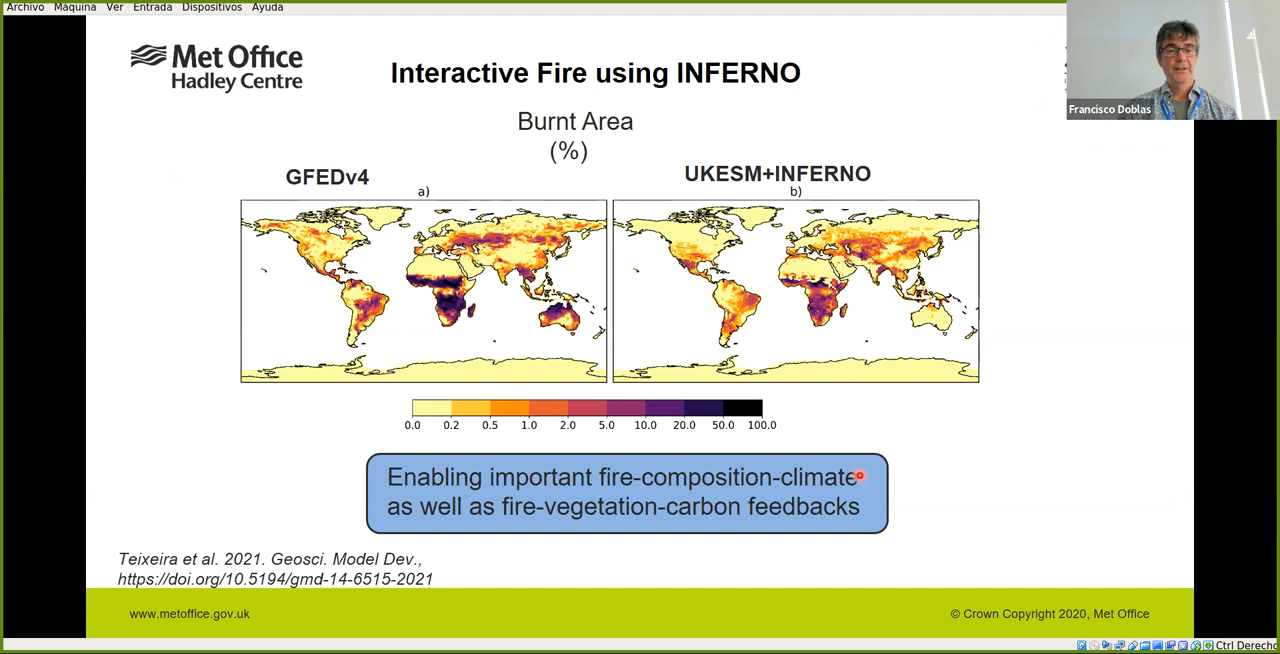 Archivo Máquina Ver Entrada Dispositivos Ayuda
Met Office
Hadley Centre
Interactive Fire using INFERNO
Francisco Doblas
Burnt Area
(%)
GFEDv4
UKESM+INFERNO
a)
b)
0.0 0.2 0.5 1.0 2.0 5.0 10.0 20.0 50.0 100.0
Enabling important fire-composition-climate
as well as fire-vegetation-carbon feedbacks
Teixeira et al. 2021. Geosci. Model Dev.,
https://doi.org/10.5194/gmd-14-6515-2021
www.metoffice.gov.uk
© Crown Copyright 2020, Met Office
Ctrl Derecho